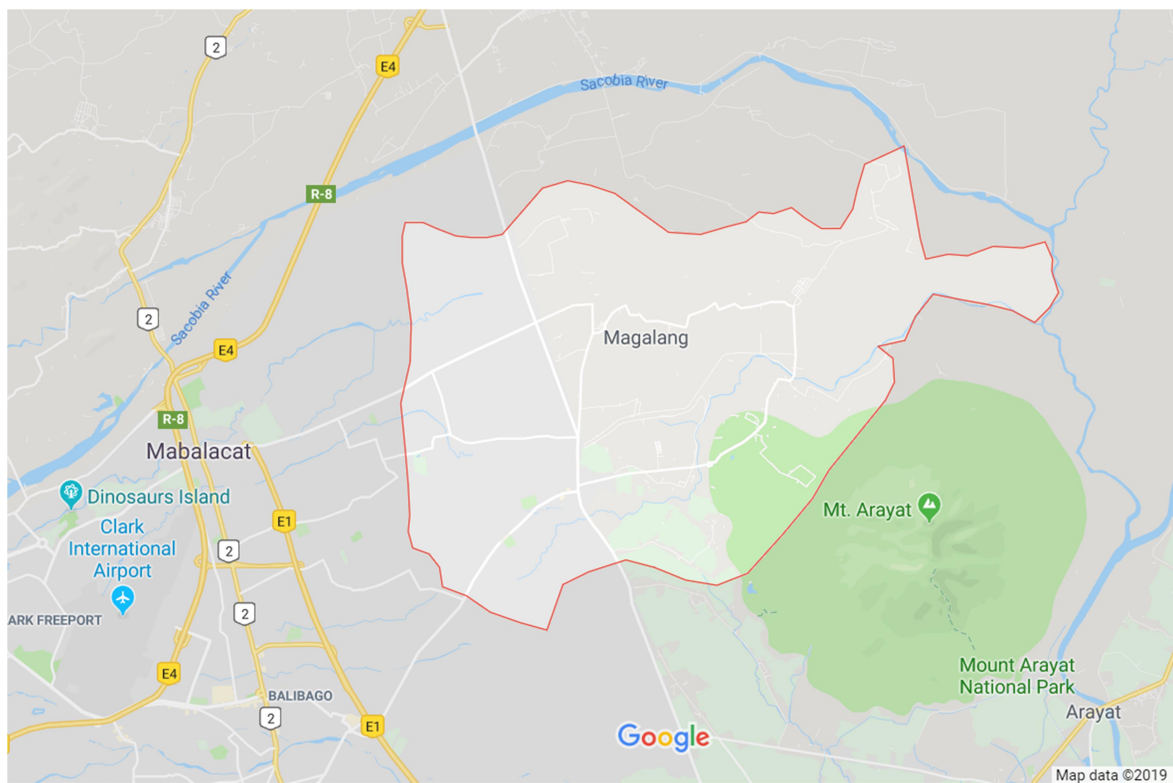 2
E4
Sacobia River
R-8
Sacobia River
2
E4
Magalang
R-8
Mabalacat
Dinosaurs Island
Mt. Arayat
Clark
International
Airport
E1
2
ARK FREEPORT
2
E4
Mount Arayat
National Park
BALIBAGO
2
E1
Arayat
Google
Map data ©2019